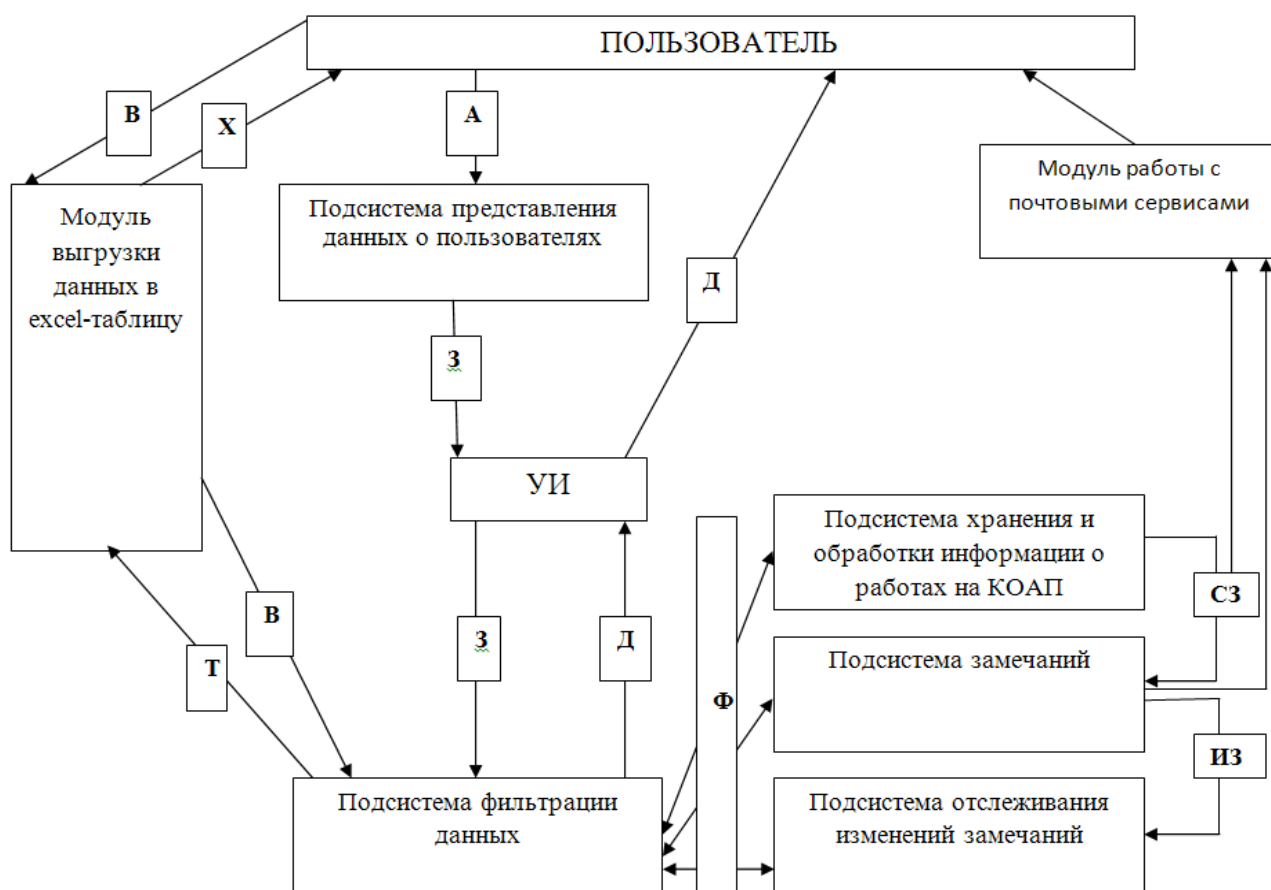 ПОЛЬЗОВАТЕЛЬ
В
Х
А
Модуль работы с
почтовыми сервисами
Подсистема представления
данных о пользователях
Модуль
выгрузки
данных в
excel-таблицу
Д
З
УИ
Подсистема хранения и
обработки информации о
работах на КОАП
СЗ
В
Т
З
Д
Ф
Подсистема замечаний
ИЗ
Подсистема фильтрации
данных
Подсистема отслеживания
изменений замечаний